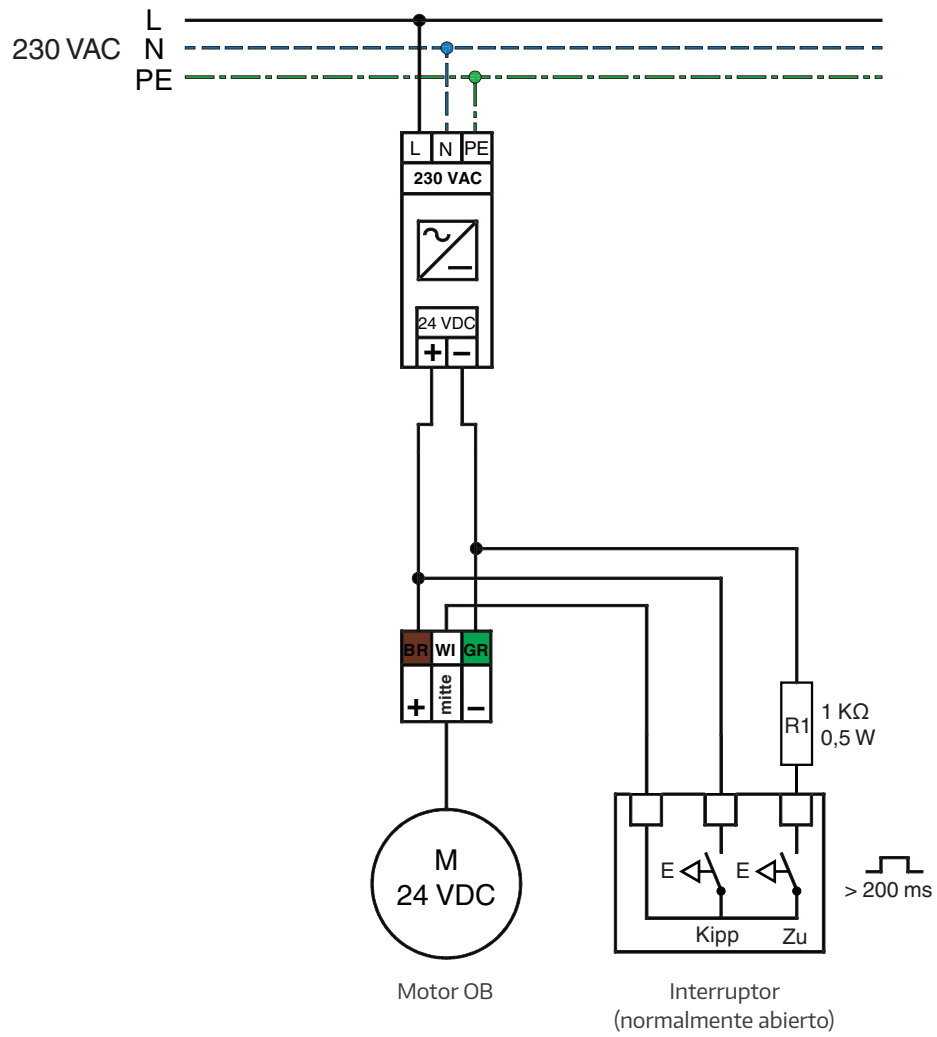 L
230 VAC N
PE
L N PE
230 VAC
24 VDC
+ −
BR WI GR
+ mitte −
R1 1 KΩ
0,5 W
M
24 VDC
E E
> 200 ms
Kipp Zu
Motor OB
Interruptor
(normalmente abierto)